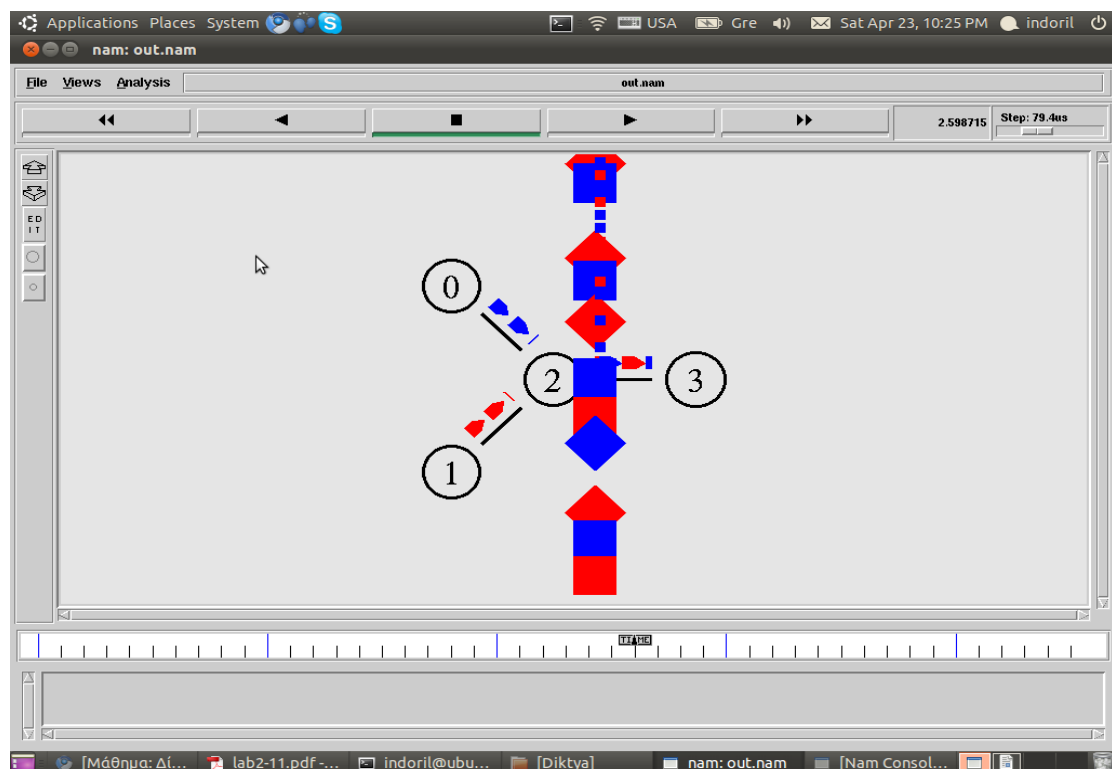 Applications Places System USA Gre Sat Apr 23, 10:25 PM indoril
nam: out.nam
File Views Analysis out.nam
2.598715 Step: 79.4us
ED
IT
0
2 3
1
TIME
[Μάθημα: Δί... lab2-11.pdf -... indoril@ubu... [Diktya] nam: out.nam [Nam Consol...